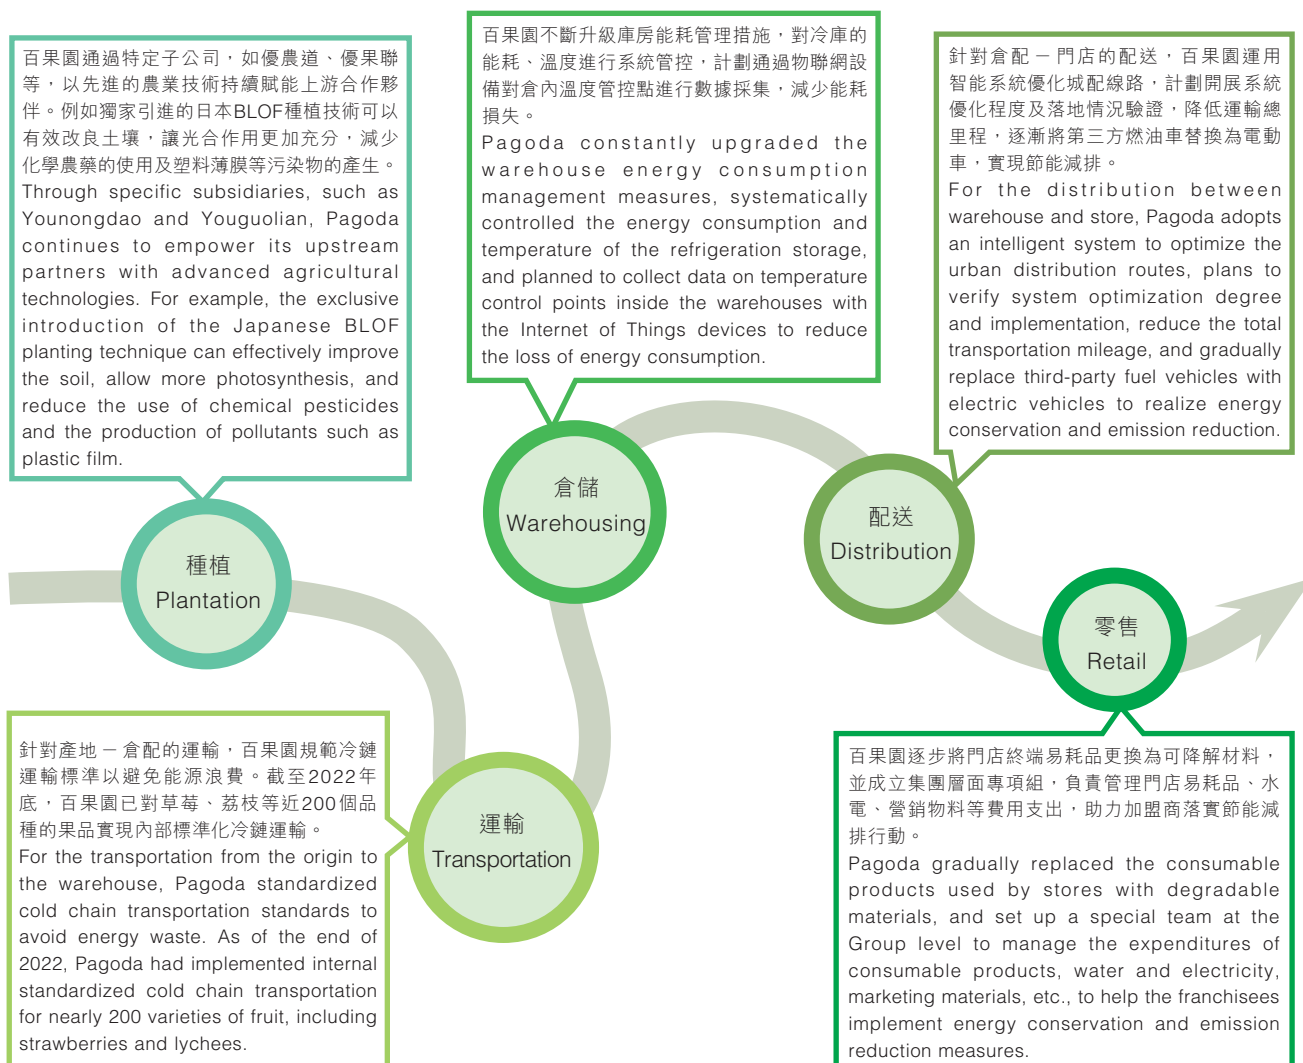 百果園通過特定子公司，如優農道、優果聯
等，以先進的農業技術持續賦能上游合作夥
伴。例如獨家引進的日本BLOF種植技術可以
有效改良土壤，讓光合作用更加充分，減少
化學農藥的使用及塑料薄膜等污染物的產生。
Through specific subsidiaries, such as
Younongdao and Youguolian, Pagoda
continues to empower its upstream
partners with advanced agricultural
technologies. For example, the exclusive
introduction of the Japanese BLOF
planting technique can effectively improve
the soil, allow more photosynthesis, and
reduce the use of chemical pesticides
and the production of pollutants such as
plastic film.
種植
Plantation
針對產地－倉配的運輸，百果園規範冷鏈
運輸標準以避免能源浪費。截至2022年
底，百果園已對草莓、荔枝等近200個品
種的果品實現內部標準化冷鏈運輸。
For the transportation from the origin to
the warehouse, Pagoda standardized
cold chain transportation standards to
avoid energy waste. As of the end of
2022, Pagoda had implemented internal
standardized cold chain transportation
for nearly 200 varieties of fruit, including
strawberries and lychees.
運輸
Transportation
百果園不斷升級庫房能耗管理措施，對冷庫的
能耗、溫度進行系統管控，計劃通過物聯網設
備對倉內溫度管控點進行數據採集，減少能耗
損失。
Pagoda constantly upgraded the
warehouse energy consumption
management measures, systematically
controlled the energy consumption and
temperature of the refrigeration storage,
and planned to collect data on temperature
control points inside the warehouses with
the Internet of Things devices to reduce
the loss of energy consumption.
倉儲
Warehousing
針對倉配－門店的配送，百果園運用
智能系統優化城配線路，計劃開展系統
優化程度及落地情況驗證，降低運輸總
里程，逐漸將第三方燃油車替換為電動
車，實現節能減排。
For the distribution between
warehouse and store, Pagoda adopts
an intelligent system to optimize the
urban distribution routes, plans to
verify system optimization degree
and implementation, reduce the total
transportation mileage, and gradually
replace third-party fuel vehicles with
electric vehicles to realize energy
conservation and emission reduction.
配送
Distribution
零售
Retail
百果園逐步將門店終端易耗品更換為可降解材料，
並成立集團層面專項組，負責管理門店易耗品、水
電、營銷物料等費用支出，助力加盟商落實節能減
排行動。
Pagoda gradually replaced the consumable
products used by stores with degradable
materials, and set up a special team at the
Group level to manage the expenditures of
consumable products, water and electricity,
marketing materials, etc., to help the franchisees
implement energy conservation and emission
reduction measures.